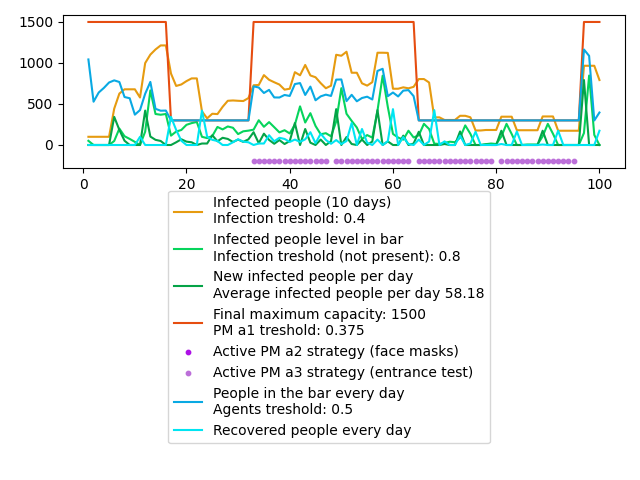 1500
1000
500
0
0 20 40 60 80 100
Infected people (10 days)
Infection treshold: 0.4
Infected people level in bar
Infection treshold (not present): 0.8
New infected people per day
Average infected people per day 58.18
Final maximum capacity: 1500
PM a1 treshold: 0.375
Active PM a2 strategy (face masks)
Active PM a3 strategy (entrance test)
People in the bar every day
Agents treshold: 0.5
Recovered people every day